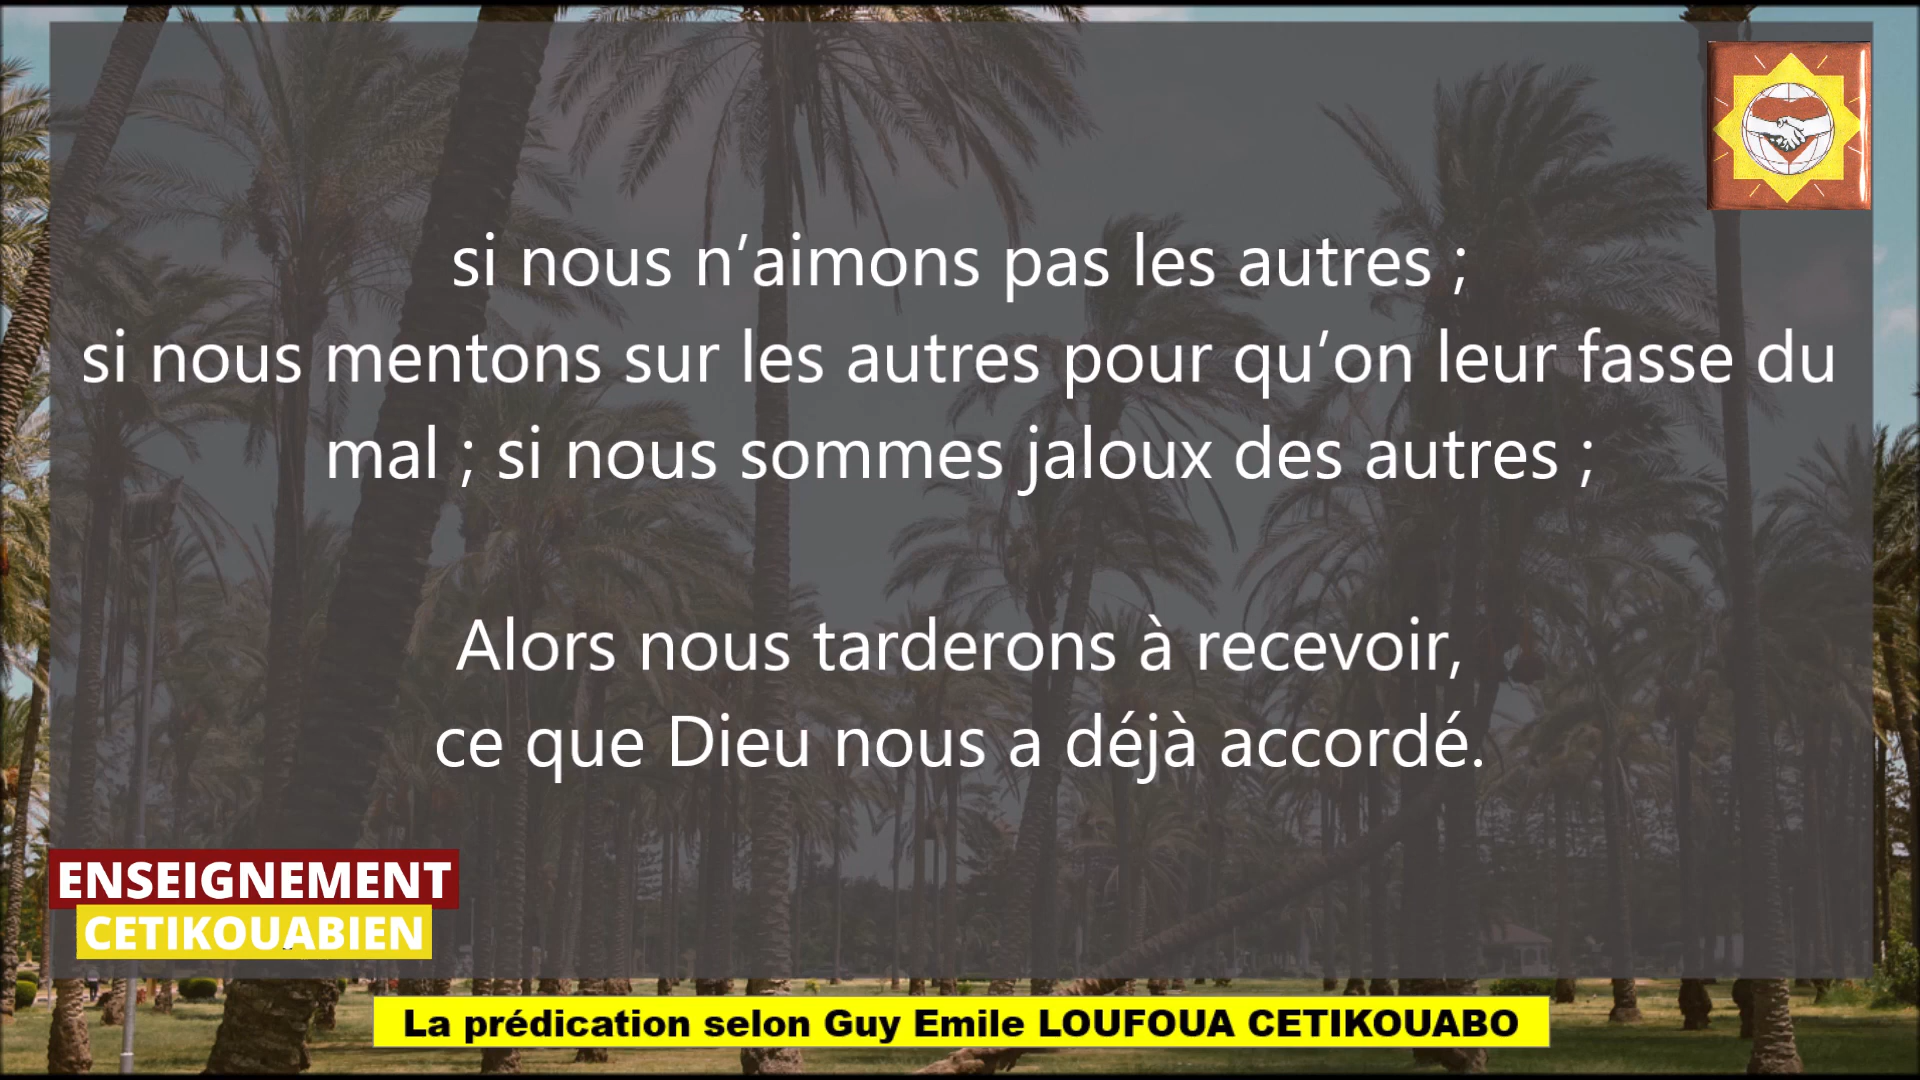 si nous n’aimons pas les autres ;
si nous mentons sur les autres pour qu’on leur fasse du
mal ; si nous sommes jaloux des autres ;
Alors nous tarderons à recevoir,
ce que Dieu nous a déjà accordé.
ENSEIGNEMENT
CETIKOUABIEN
La prédication selon Guy Emile LOUFOUA CETIKOUABO